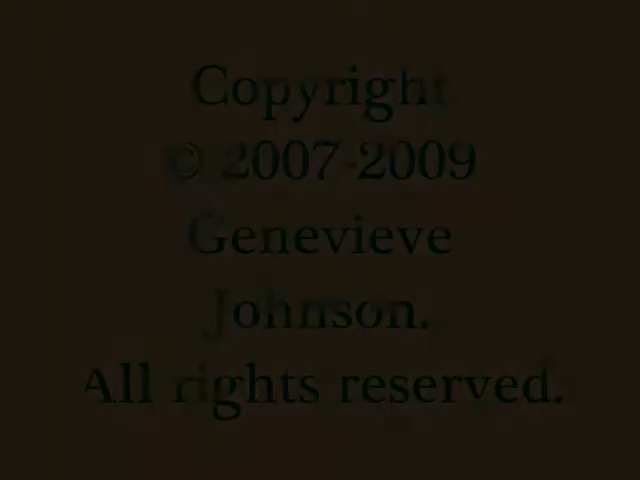 Copyright
© 2007-2009
Genevieve
Johnson.
All rights reserved.